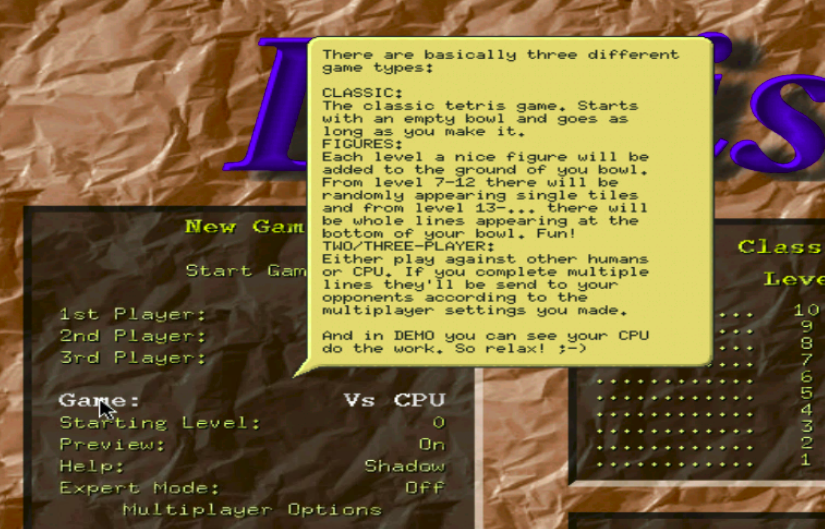 There are basically three different
game types:
CLASSIC:
The classic tetris game. Starts
with an empty bowl and goes as
long as you make it.
FIGURES:
Each level a nice figure will be
added to the ground of you bowl.
From level 7-12 there will be
randomly appearing single tiles
and from level 13-... there will
be whole lines appearing at the
bottom of your bowl. Fun!
TWO/THREE-PLAYER:
Either play against other humans
or CPU. If you complete multiple
lines they'll be send to your
opponents according to the
multiplayer settings you made.
And in DEMO you can see your CPU
do the work. So relax! ;-)
New Gam
Start Gam
1st Player:
2nd Player:
3rd Player:
Game: Vs CPU
Starting Level: 0
Preview: On
Help: Shadow
Expert Mode: Off
Multiplayer Options
Class
Leve
... 10
9
8
7
............ 6
............ 5
............ 4
............ 3
............ 2
............ 1